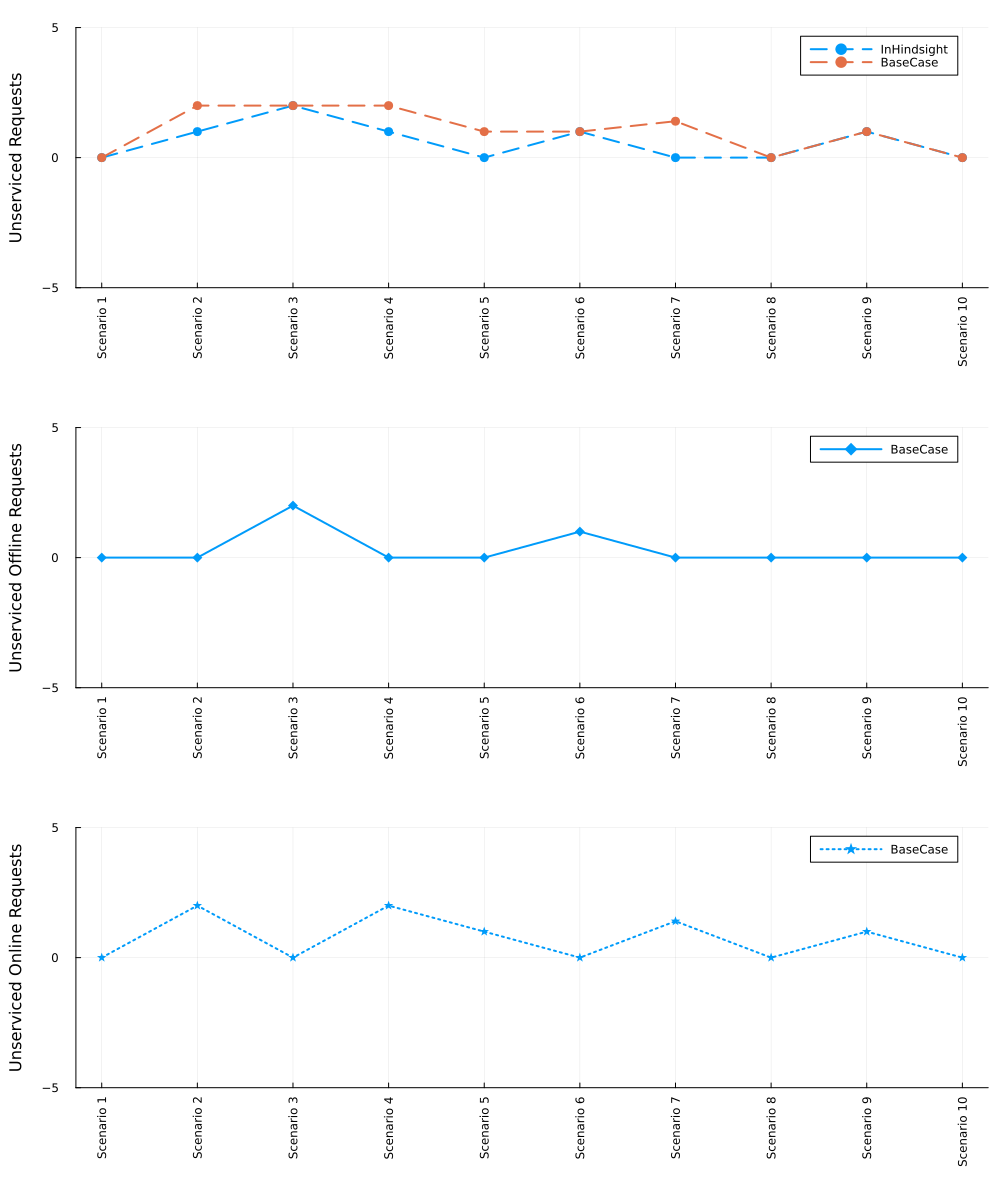 Unserviced Requests
5
0
−5
InHindsight
BaseCase
Scenario 1
Scenario 2
Scenario 3
Scenario 4
Scenario 5
Scenario 6
Scenario 7
Scenario 8
Scenario 9
Scenario 10
Unserviced Offline Requests
5
0
−5
BaseCase
Scenario 1
Scenario 2
Scenario 3
Scenario 4
Scenario 5
Scenario 6
Scenario 7
Scenario 8
Scenario 9
Scenario 10
Unserviced Online Requests
5
0
−5
BaseCase
Scenario 1
Scenario 2
Scenario 3
Scenario 4
Scenario 5
Scenario 6
Scenario 7
Scenario 8
Scenario 9
Scenario 10